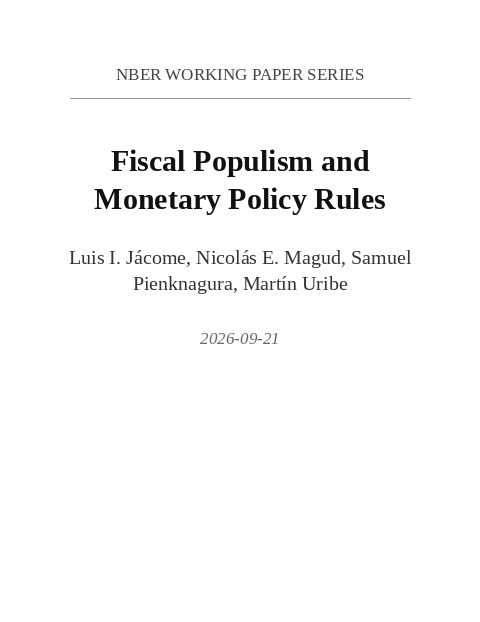 NBER WORKING PAPER SERIES
Fiscal Populism and
Monetary Policy Rules
Luis I. Jácome, Nicolás E. Magud, Samuel
Pienknagura, Martín Uribe
2026-09-21